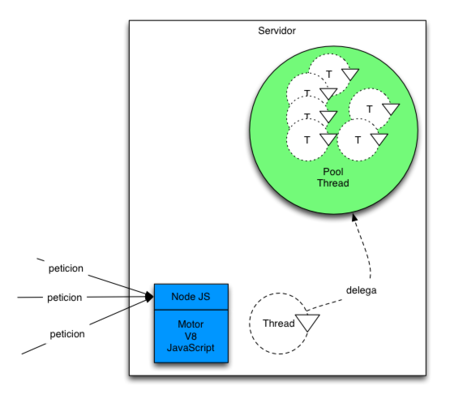 Servidor
T
T
T
T
T
T
Pool
Thread
peticion
peticion
peticion
Node JS
Motor
V8
JavaScript
Thread
delega